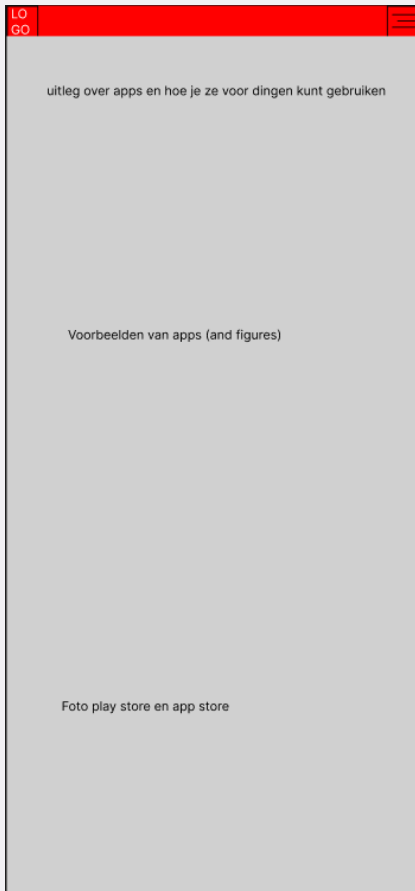 LO
GO
uitleg over apps en hoe je ze voor dingen kunt gebruiken
Voorbeelden van apps (and figures)
Foto play store en app store